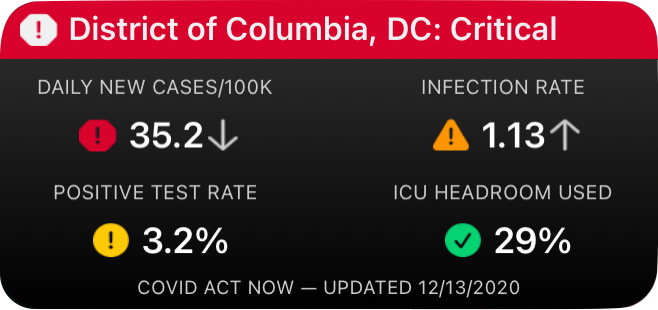 District of Columbia, DC: Critical
DAILY NEW CASES/100K INFECTION RATE
35.2↓ 1.13↑
POSITIVE TEST RATE ICU HEADROOM USED
3.2% 29%
COVID ACT NOW — UPDATED 12/13/2020